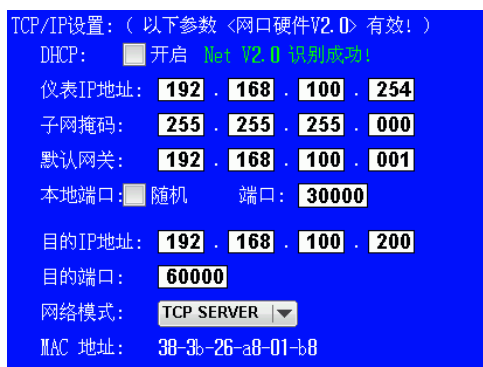 TCP/IP设置：（ 以下参数 <网口硬件V2.0> 有效！）
DHCP： 开启 Net V2.0 识别成功！
仪表IP地址： 192 . 168 . 100 . 254
子网掩码： 255 . 255 . 255 . 000
默认网关： 192 . 168 . 100 . 001
本地端口： 随机 端口： 30000
目的IP地址： 192 . 168 . 100 . 200
目的端口： 60000
网络模式： TCP SERVER
MAC 地址： 38-3b-26-a8-01-b8